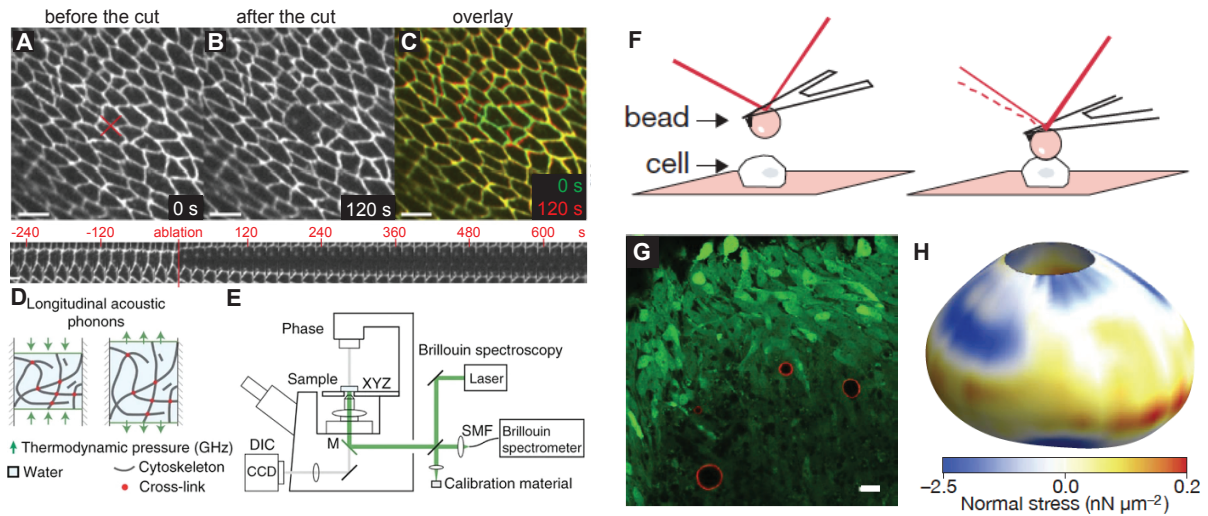 before the cut
after the cut
overlay
A
B
C
0 s
120 s
0 s
120 s
-240
-120
ablation
120
240
360
480
600
s
D
Longitudinal acoustic
phonons
Thermodynamic pressure (GHz)
Water
Cytoskeleton
Cross-link
E
Phase
Sample
XYZ
Brillouin spectroscopy
Laser
M
SMF
Brillouin
spectrometer
DIC
CCD
Calibration material
F
bead
cell
G
H
–2.5
0.0
0.2
Normal stress (nN μm⁻²)